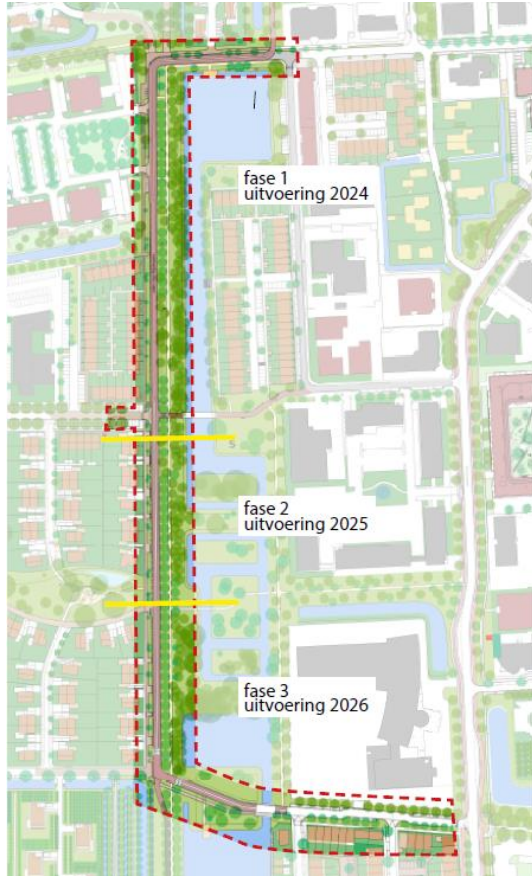 fase 1
uitvoering 2024
fase 2
uitvoering 2025
fase 3
uitvoering 2026